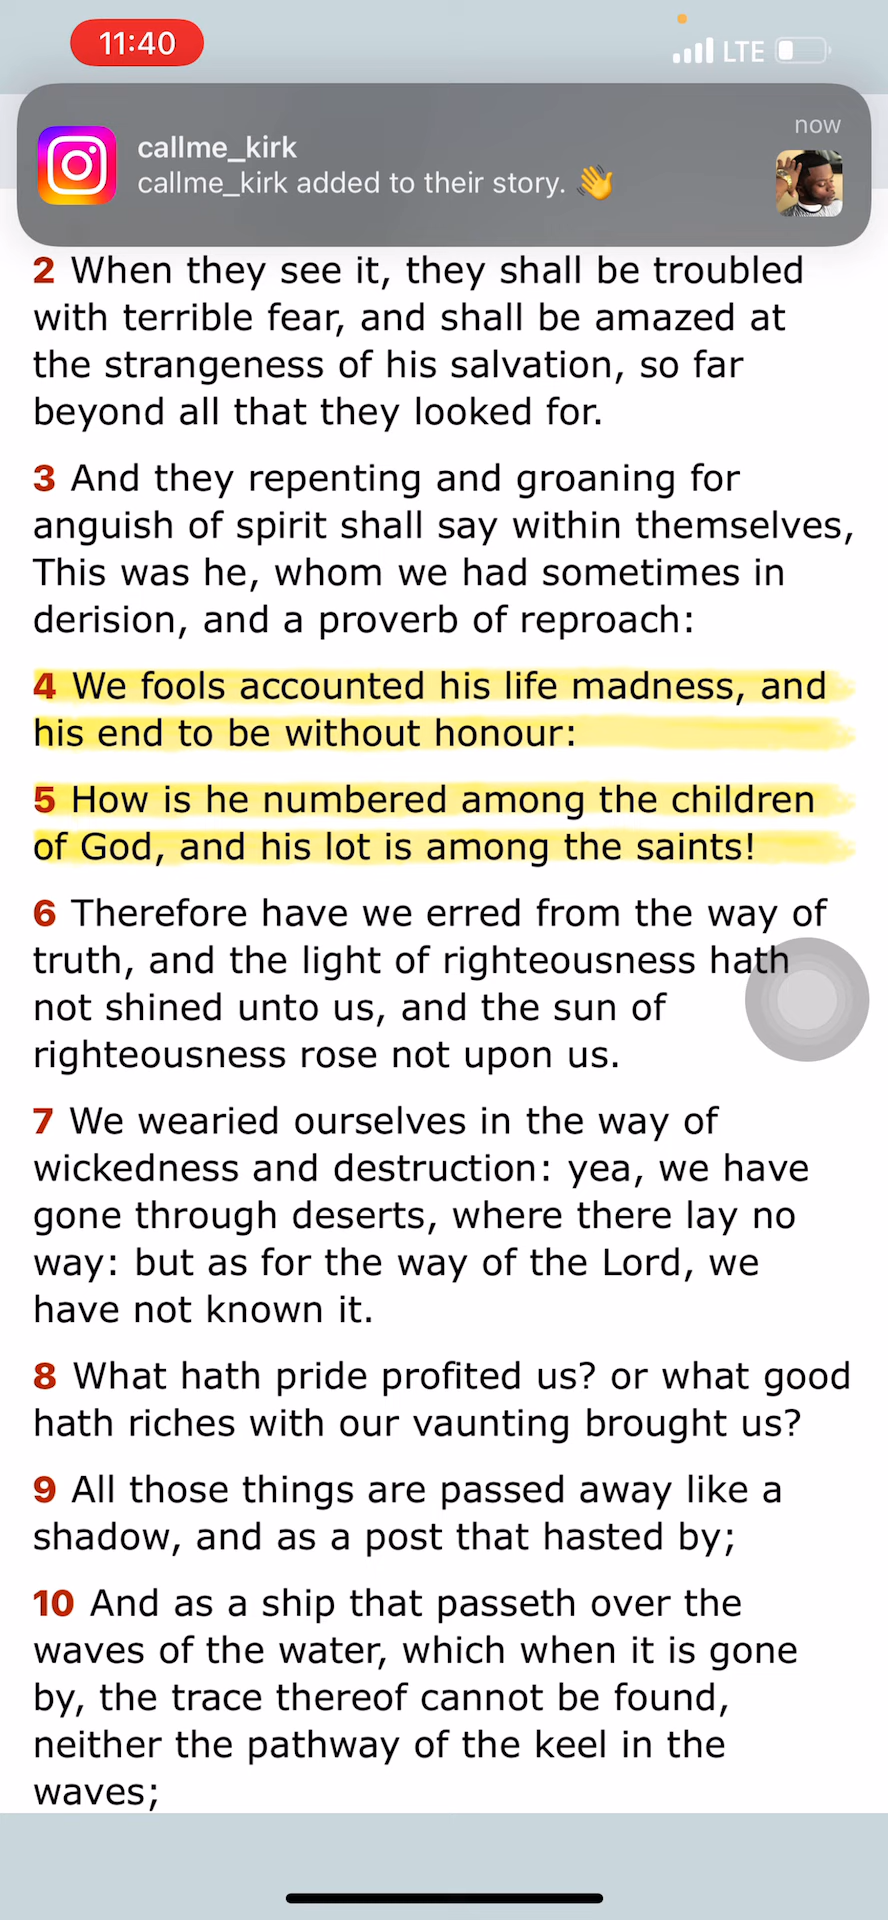 11:40
LTE
callme_kirk
now
callme_kirk added to their story. 👋
2 When they see it, they shall be troubled
with terrible fear, and shall be amazed at
the strangeness of his salvation, so far
beyond all that they looked for.
3 And they repenting and groaning for
anguish of spirit shall say within themselves,
This was he, whom we had sometimes in
derision, and a proverb of reproach:
4 We fools accounted his life madness, and
his end to be without honour:
5 How is he numbered among the children
of God, and his lot is among the saints!
6 Therefore have we erred from the way of
truth, and the light of righteousness hath
not shined unto us, and the sun of
righteousness rose not upon us.
7 We wearied ourselves in the way of
wickedness and destruction: yea, we have
gone through deserts, where there lay no
way: but as for the way of the Lord, we
have not known it.
8 What hath pride profited us? or what good
hath riches with our vaunting brought us?
9 All those things are passed away like a
shadow, and as a post that hasted by;
10 And as a ship that passeth over the
waves of the water, which when it is gone
by, the trace thereof cannot be found,
neither the pathway of the keel in the
waves;